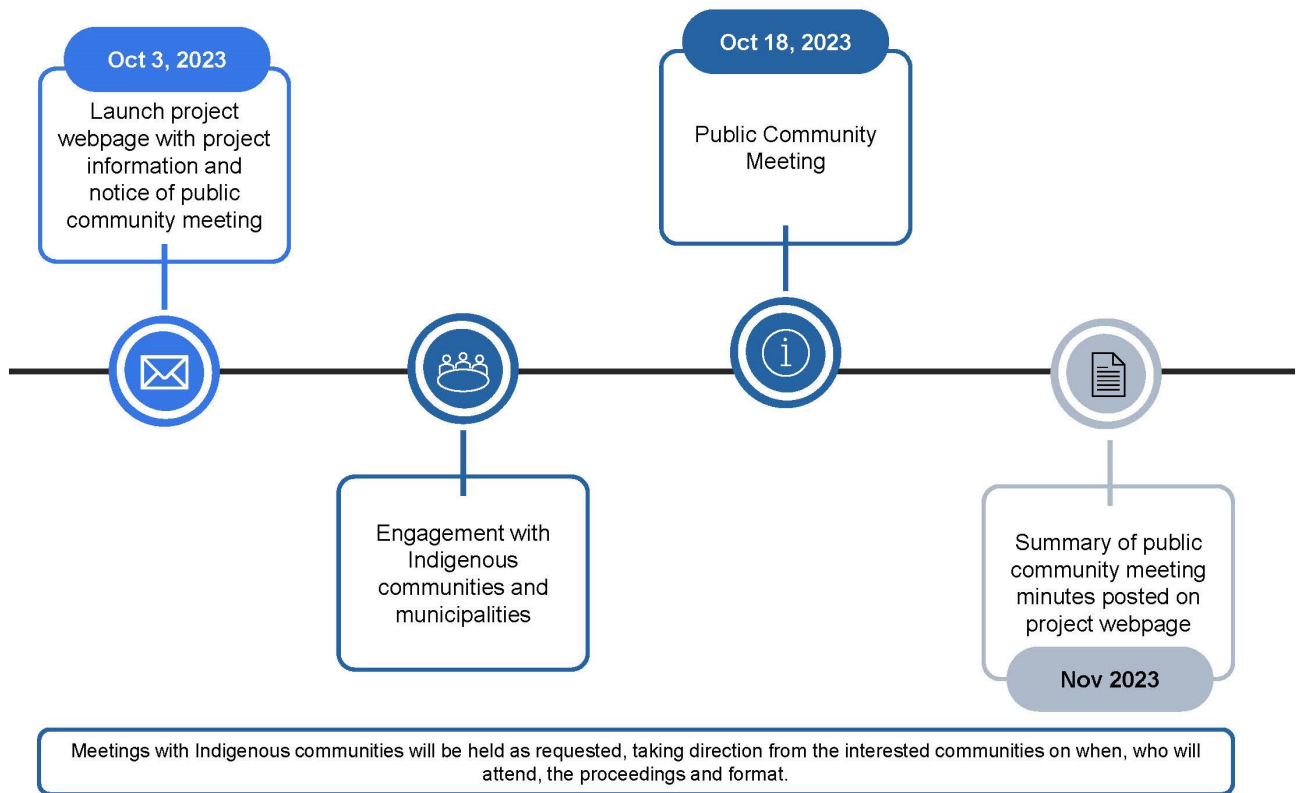 Oct 3, 2023
Launch project
webpage with project
information and
notice of public
community meeting
Engagement with
Indigenous
communities and
municipalities
Oct 18, 2023
Public Community
Meeting
i
Summary of public
community meeting
minutes posted on
project webpage
Nov 2023
Meetings with Indigenous communities will be held as requested, taking direction from the interested communities on when, who will
attend, the proceedings and format.